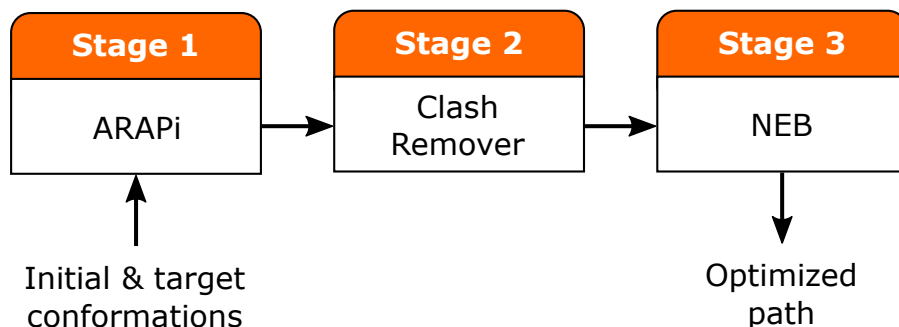 Stage 1
ARAPi
Initial & target
conformations
Stage 2
Clash
Remover
Stage 3
NEB
Optimized
path